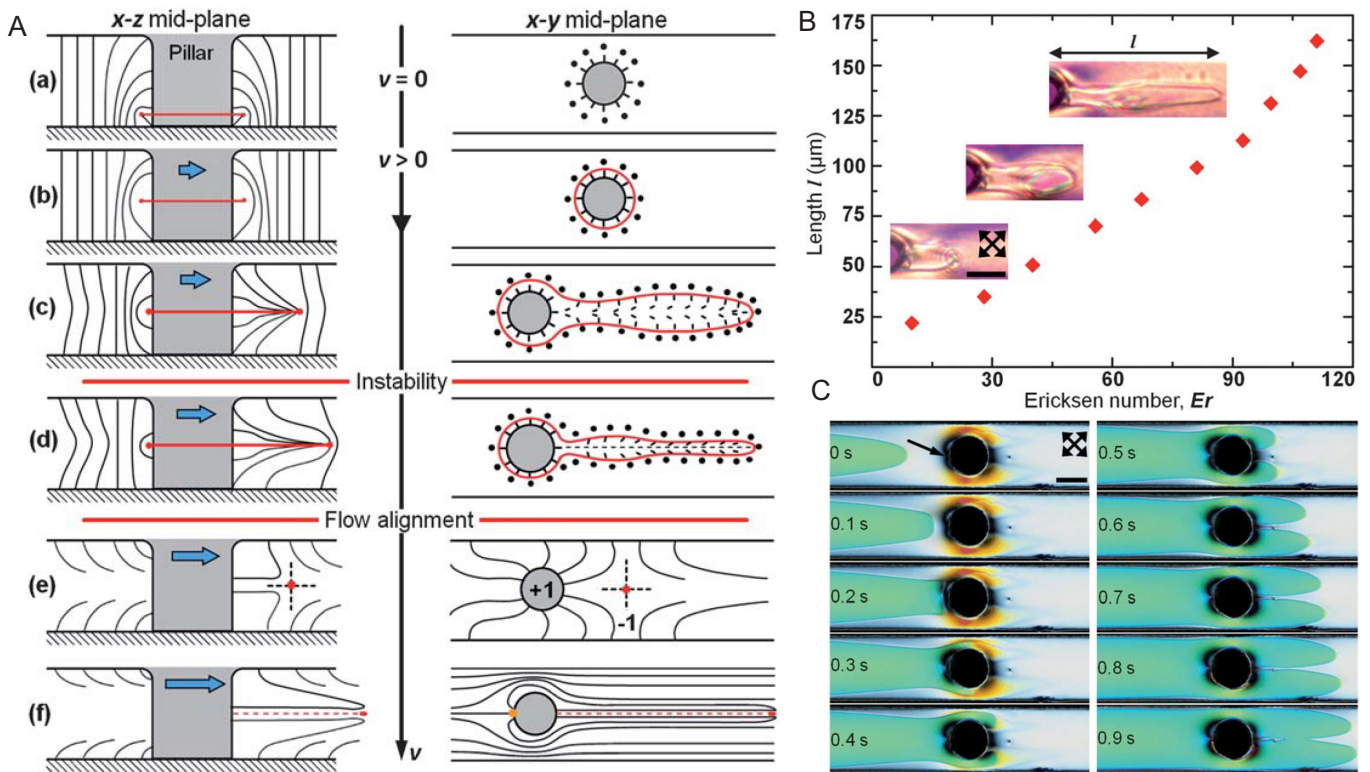 A
x-z mid-plane
x-y mid-plane
Pillar
(a)
v = 0
v > 0
(b)
(c)
Instability
(d)
Flow alignment
(e)
+1
-1
(f)
v
B
175
150
125
100
75
50
25
Length l (µm)
l
0
30
60
90
120
Ericksen number, Er
C
0 s
0.1 s
0.2 s
0.3 s
0.4 s
0.5 s
0.6 s
0.7 s
0.8 s
0.9 s